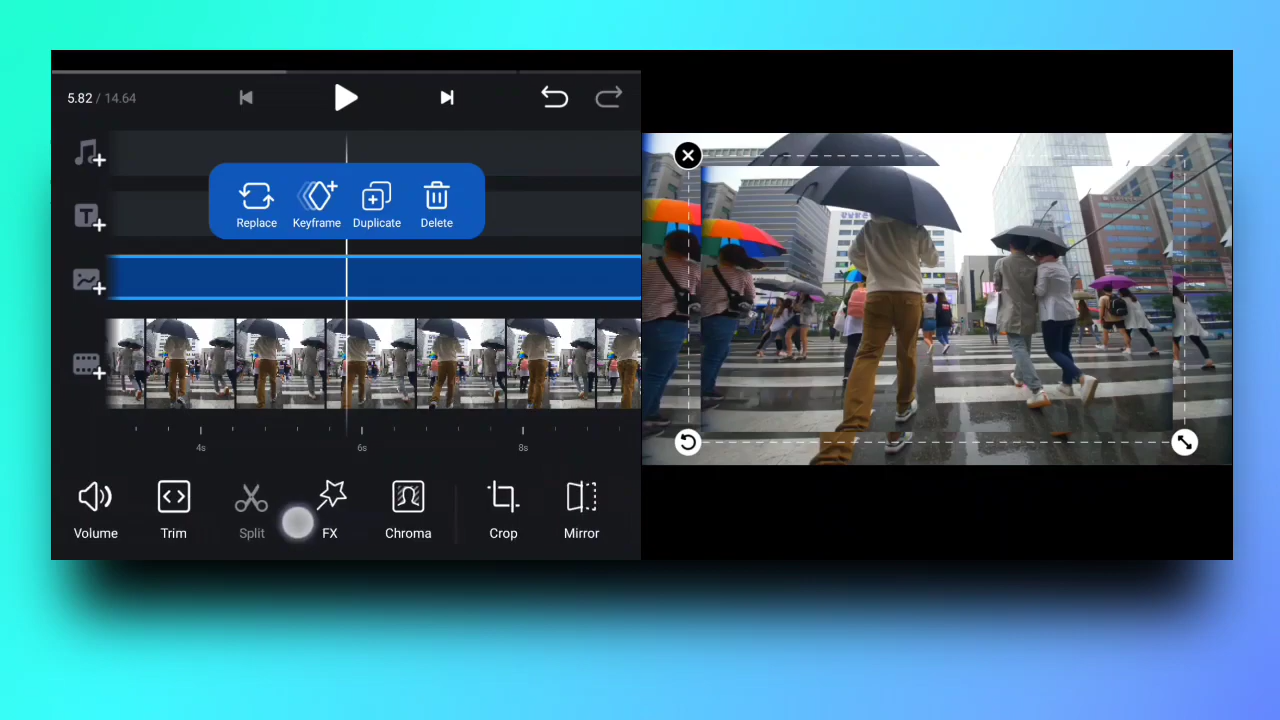 5.82 / 14.64
Replace Keyframe Duplicate Delete
4s 6s 8s
Volume Trim Split FX Chroma Crop Mirror